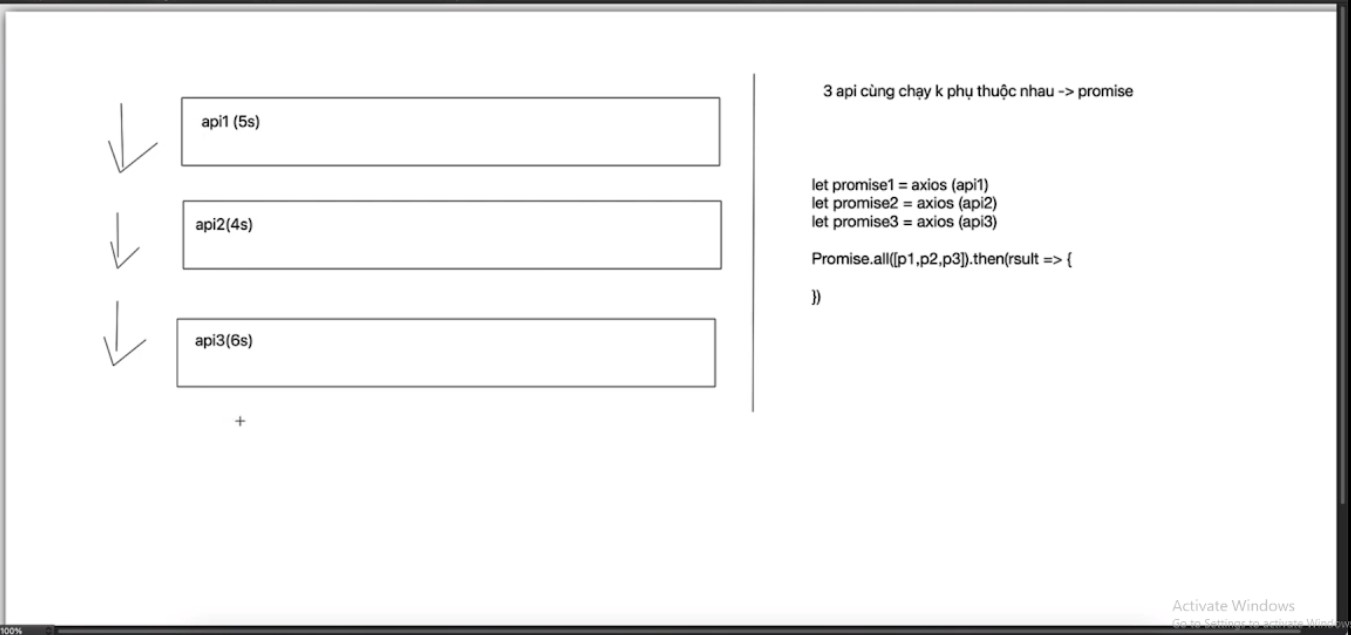 api1 (5s)
api2(4s)
api3(6s)
3 api cùng chạy k phụ thuộc nhau -> promise
let promise1 = axios (api1)
let promise2 = axios (api2)
let promise3 = axios (api3)
Promise.all([p1,p2,p3]).then(rsult => {
})
Activate Windows
Go to Settings to activate Windows
100%